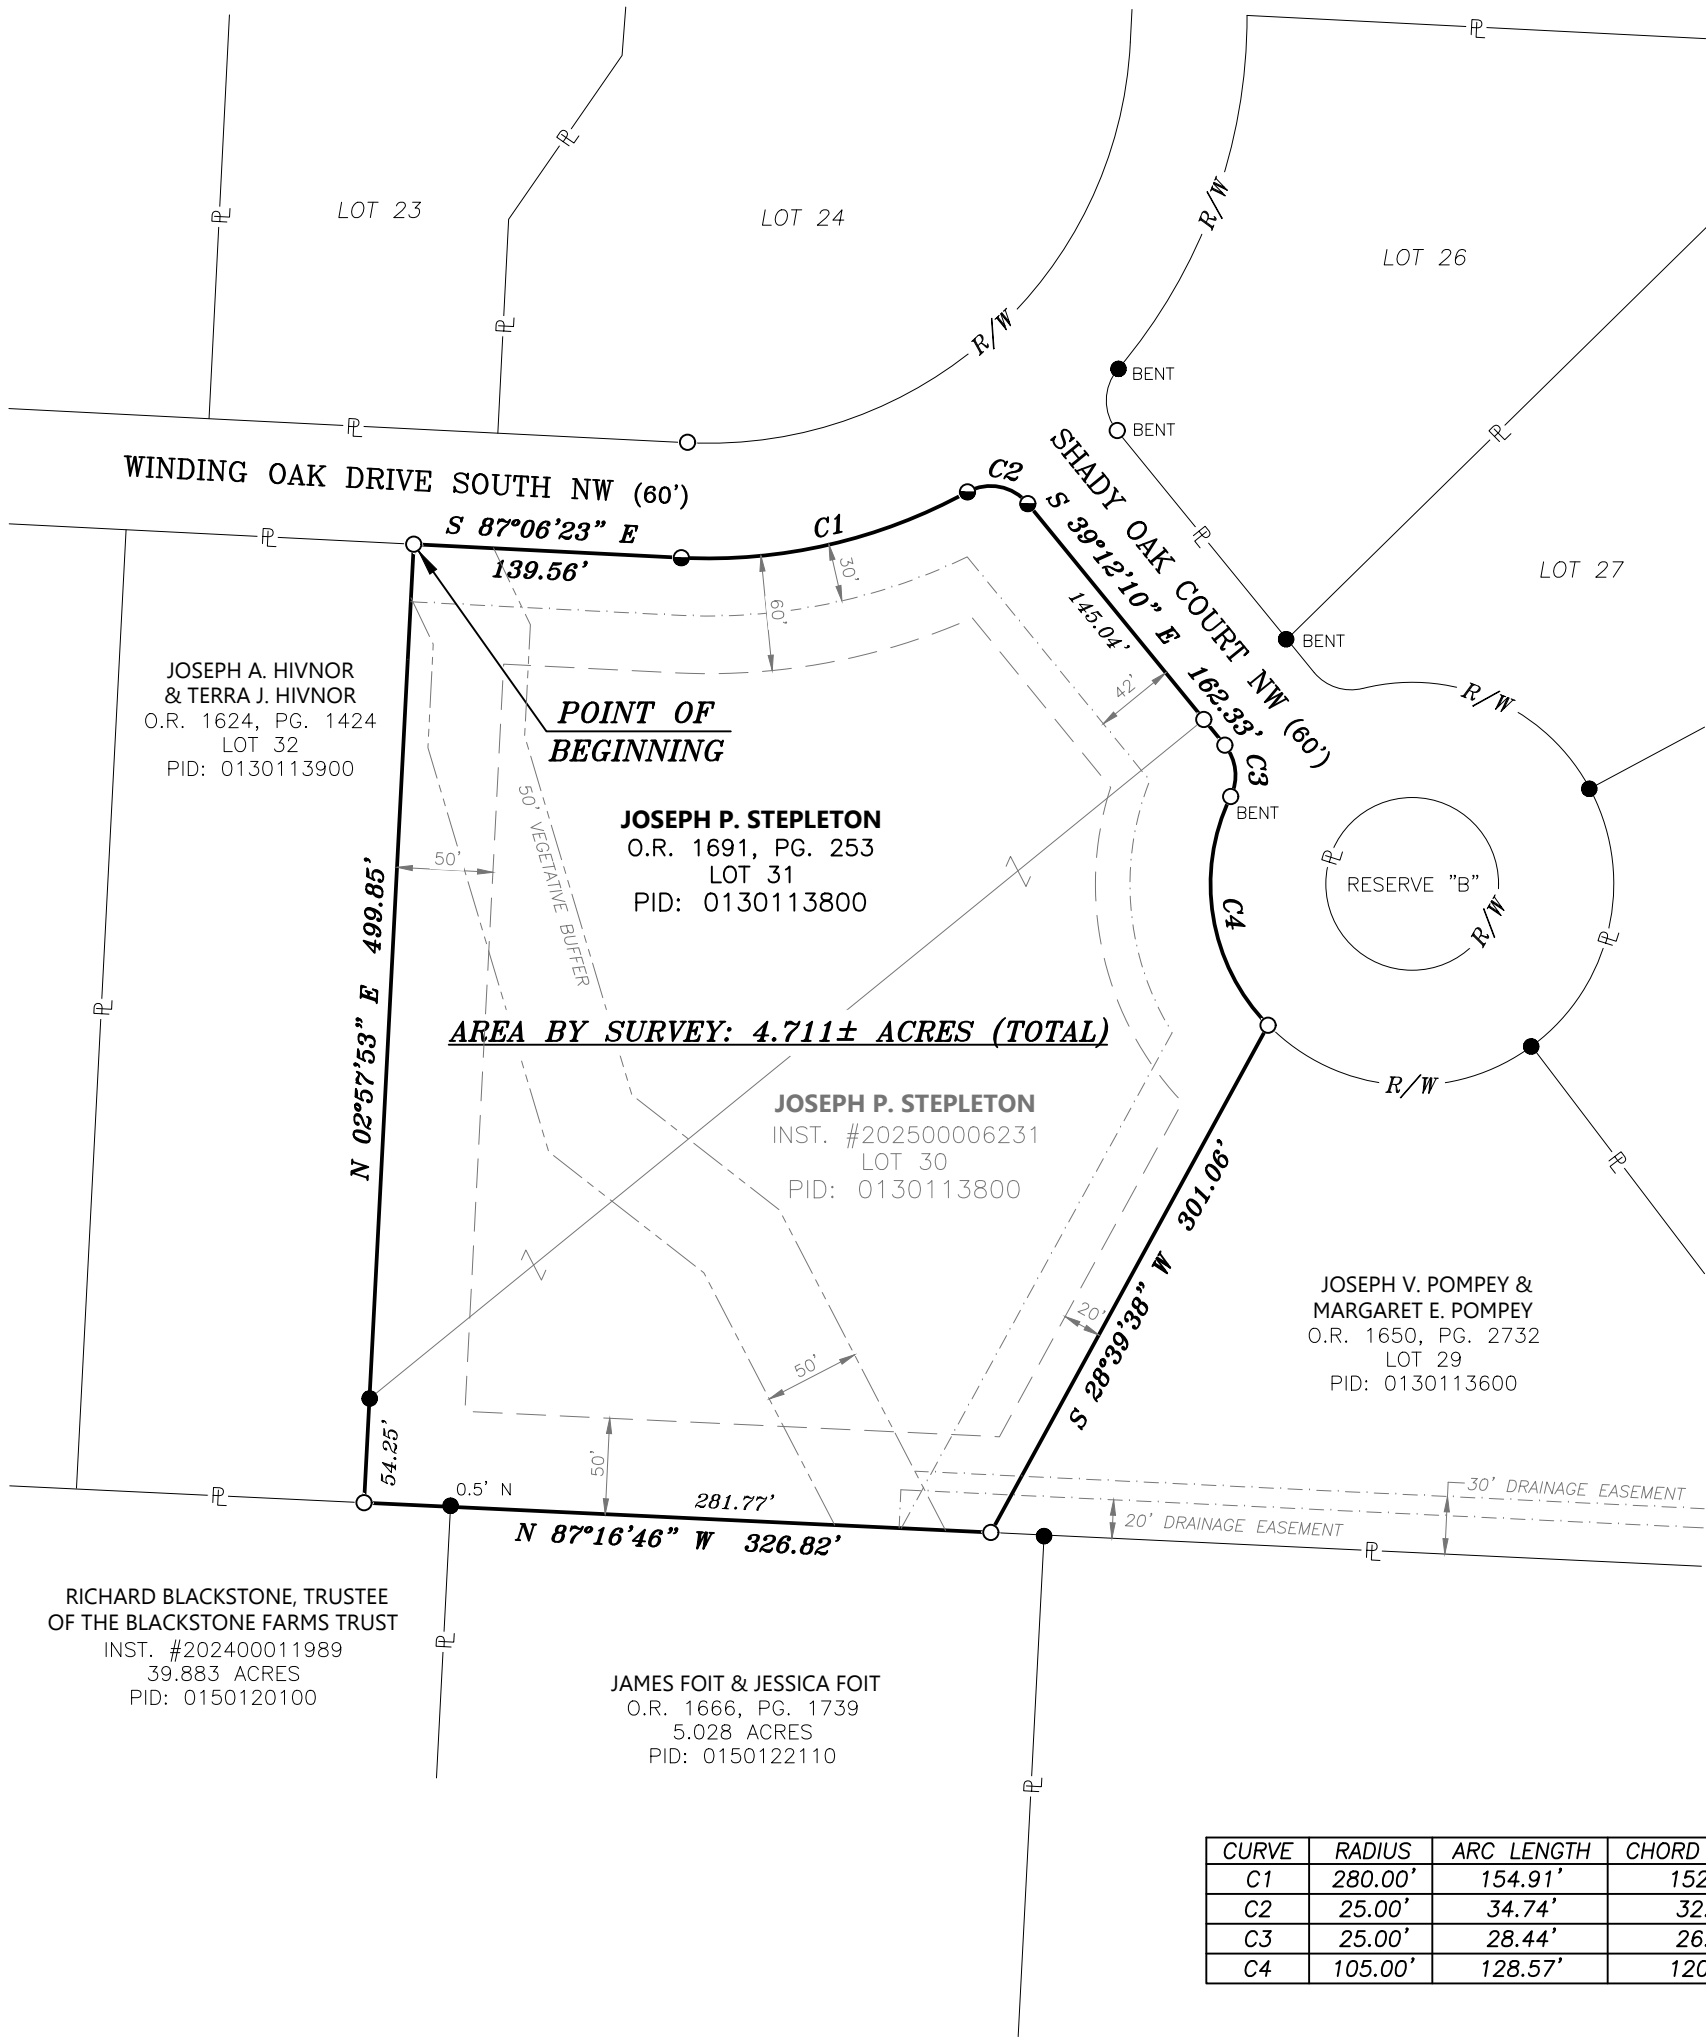 PL
LOT 23
LOT 24
R/W
LOT 26
BENT
BENT
R/W
WINDING OAK DRIVE SOUTH NW (60')
SHADY OAK COURT NW (60')
S 87°06'23" E
139.56'
C1
C2
S 39°12'10" E 162.33'
145.04'
30'
60'
42'
LOT 27
BENT
R/W
JOSEPH A. HIVNOR
& TERRA J. HIVNOR
O.R. 1624, PG. 1424
LOT 32
PID: 0130113900
POINT OF
BEGINNING
C3
BENT
JOSEPH P. STEPLETON
O.R. 1691, PG. 253
LOT 31
PID: 0130113800
50' VEGETATIVE BUFFER
50'
RESERVE "B"
R/W
C4
N 02°57'53" E 499.85'
AREA BY SURVEY: 4.711± ACRES (TOTAL)
R/W
JOSEPH P. STEPLETON
INST. #202500006231
LOT 30
PID: 0130113800
S 28°39'38" W 301.06'
20'
JOSEPH V. POMPEY &
MARGARET E. POMPEY
O.R. 1650, PG. 2732
LOT 29
PID: 0130113600
50'
54.25'
50'
0.5' N
281.77'
N 87°16'46" W 326.82'
30' DRAINAGE EASEMENT
20' DRAINAGE EASEMENT
RICHARD BLACKSTONE, TRUSTEE
OF THE BLACKSTONE FARMS TRUST
INST. #202400011989
39.883 ACRES
PID: 0150120100
JAMES FOIT & JESSICA FOIT
O.R. 1666, PG. 1739
5.028 ACRES
PID: 0150122110
CURVE RADIUS ARC LENGTH CHORD
C1 280.00' 154.91' 152
C2 25.00' 34.74' 32.
C3 25.00' 28.44' 26.
C4 105.00' 128.57' 120